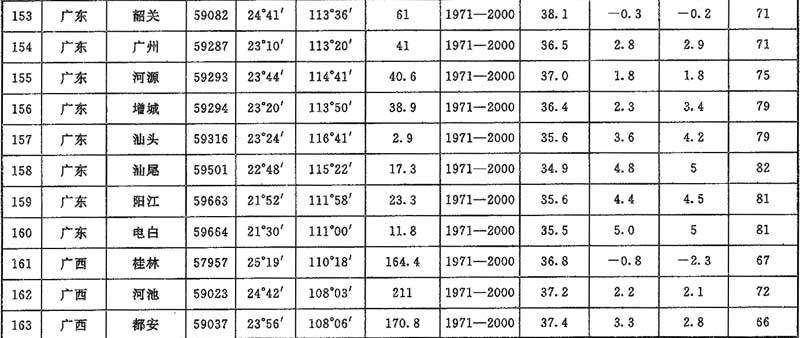 153 广东 韶关 59082 24°41′ 113°36′ 61 1971—2000 38.1 −0.3 −0.2 71
154 广东 广州 59287 23°10′ 113°20′ 41 1971—2000 36.5 2.8 2.9 71
155 广东 河源 59293 23°44′ 114°41′ 40.6 1971—2000 37.0 1.8 1.8 75
156 广东 增城 59294 23°20′ 113°50′ 38.9 1971—2000 36.4 2.3 3.4 79
157 广东 汕头 59316 23°24′ 116°41′ 2.9 1971—2000 35.6 3.6 4.2 79
158 广东 汕尾 59501 22°48′ 115°22′ 17.3 1971—2000 34.9 4.8 5 82
159 广东 阳江 59663 21°52′ 111°58′ 23.3 1971—2000 35.6 4.4 4.5 81
160 广东 电白 59664 21°30′ 111°00′ 11.8 1971—2000 35.5 5.0 5 81
161 广西 桂林 57957 25°19′ 110°18′ 164.4 1971—2000 36.8 −0.8 −2.3 67
162 广西 河池 59023 24°42′ 108°03′ 211 1971—2000 37.2 2.2 2.1 72
163 广西 都安 59037 23°56′ 108°06′ 170.8 1971—2000 37.4 3.3 2.8 66